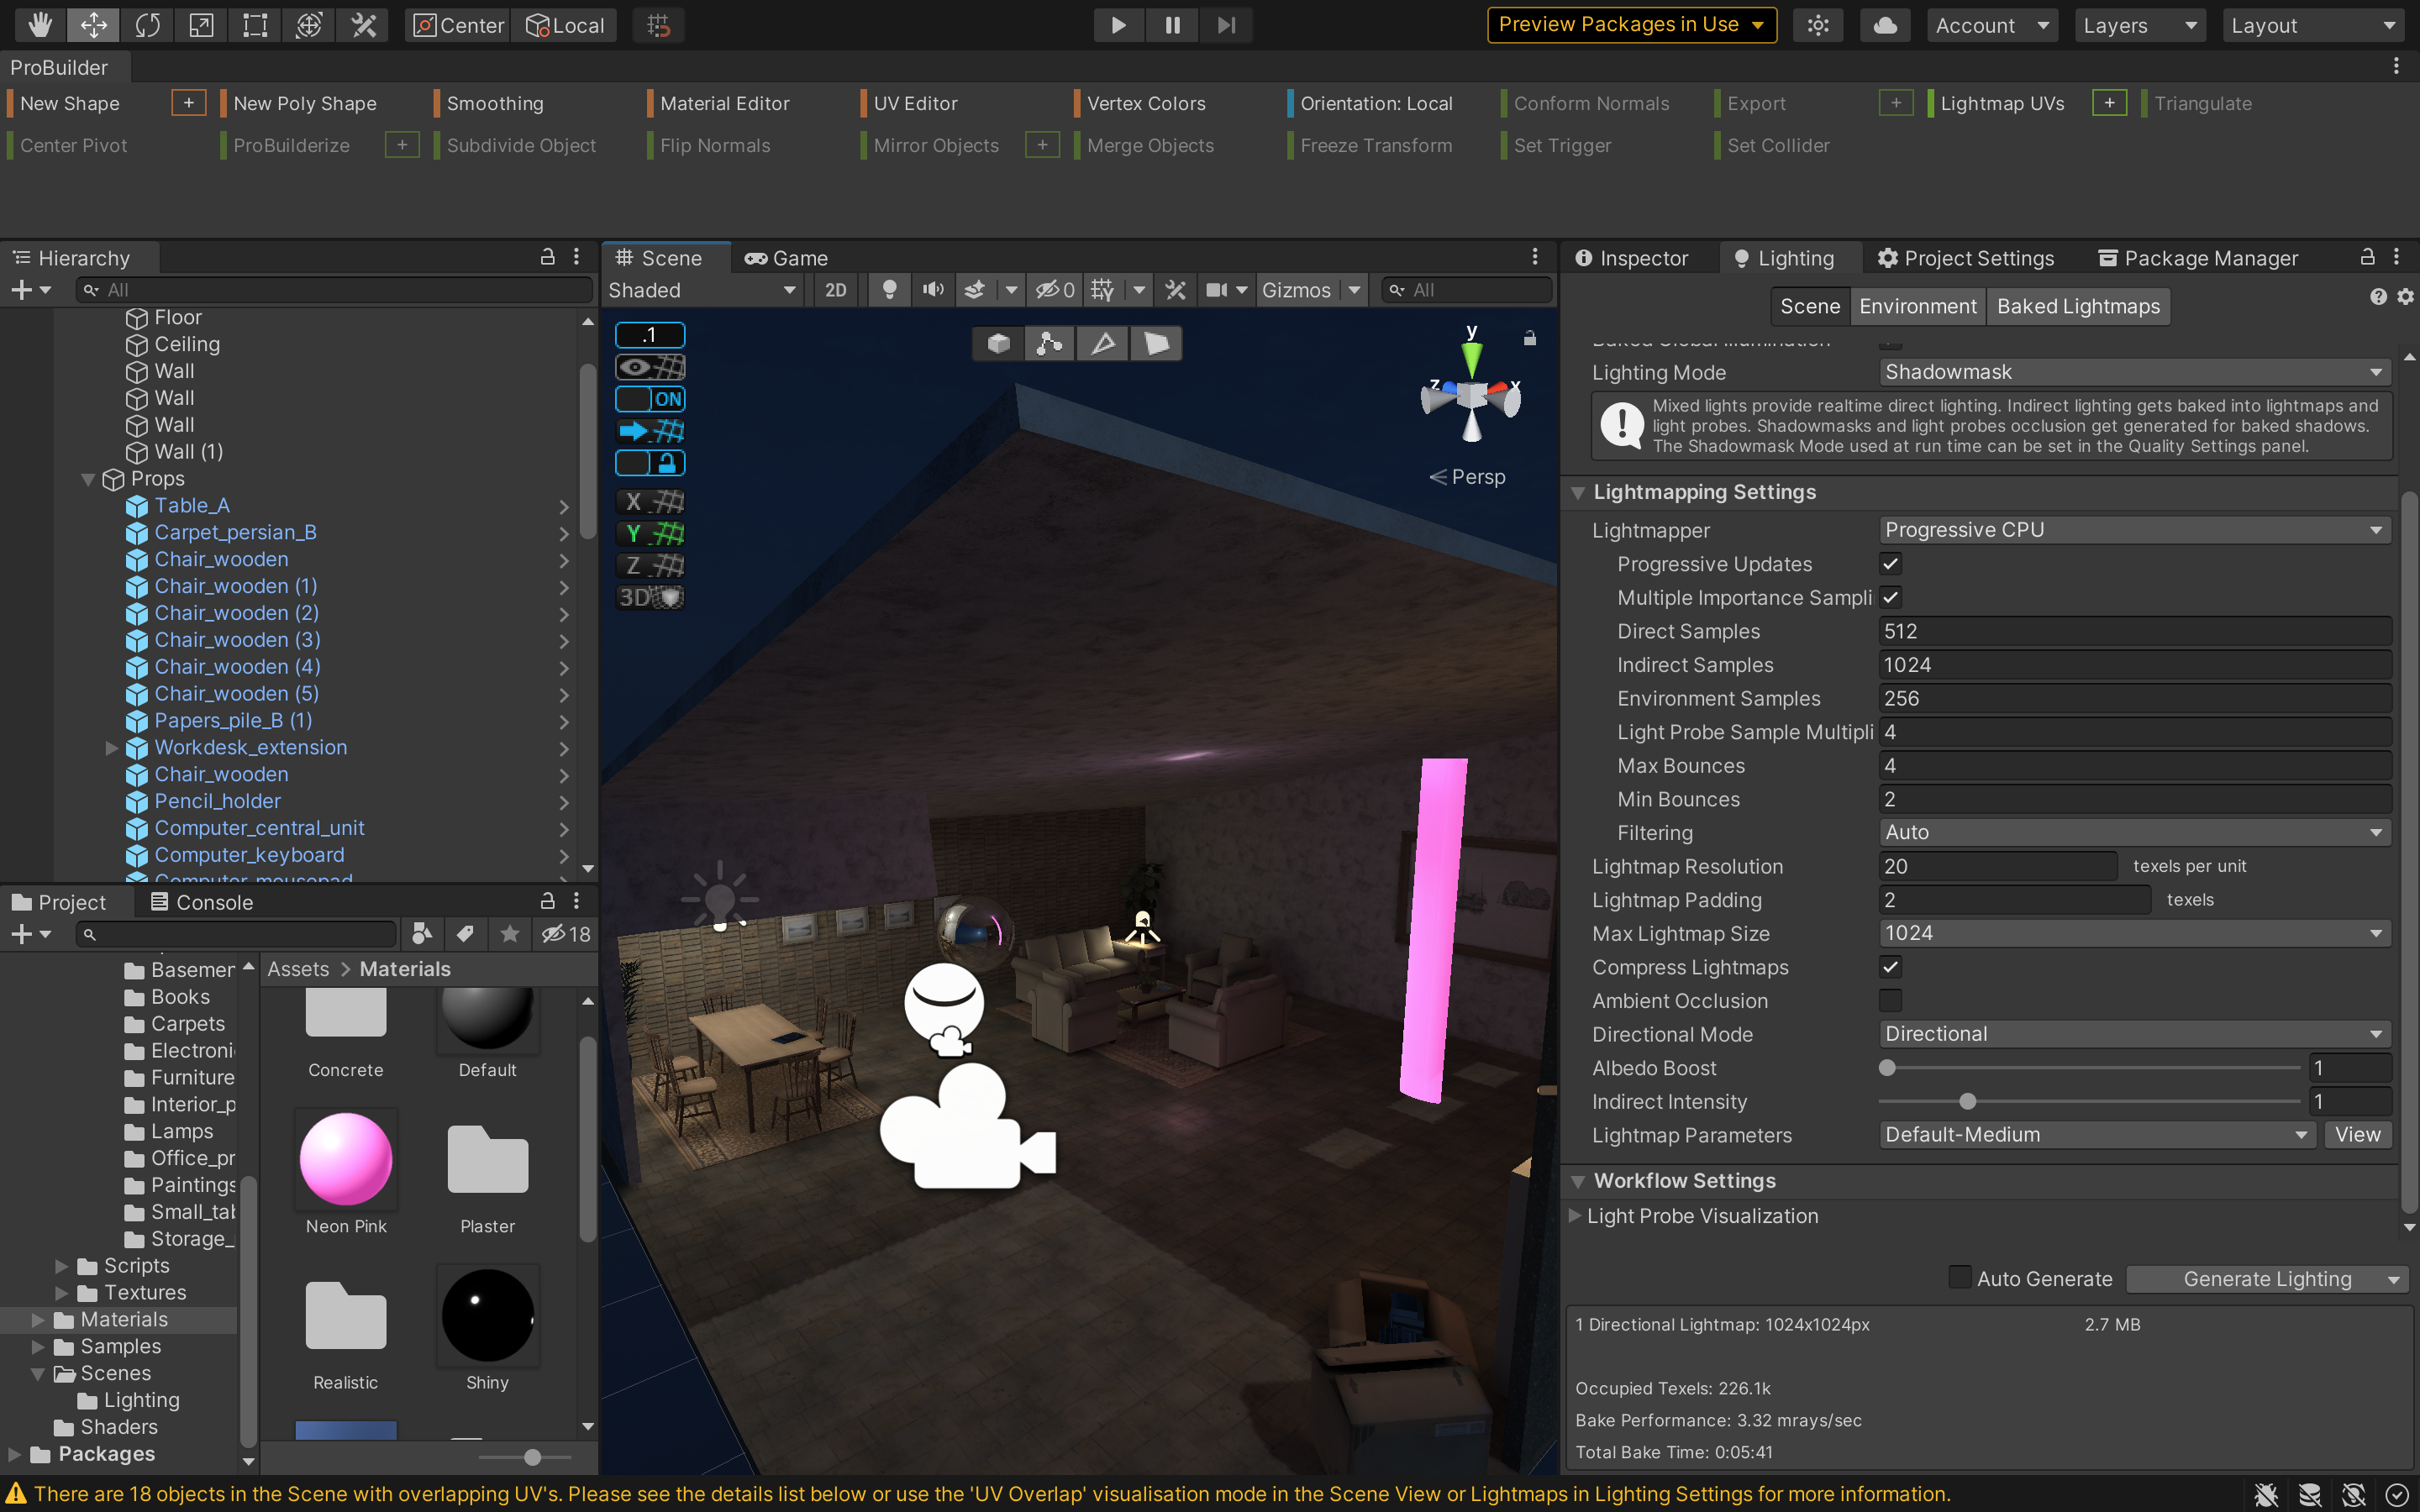 Center Local Preview Packages in Use Account Layers Layout
ProBuilder
New Shape + New Poly Shape Smoothing Material Editor UV Editor Vertex Colors Orientation: Local Conform Normals Export + Lightmap UVs + Triangulate
Center Pivot ProBuilderize + Subdivide Object Flip Normals Mirror Objects + Merge Objects Freeze Transform Set Trigger Set Collider
Hierarchy
All
Floor
Ceiling
Wall
Wall
Wall
Wall (1)
Props
Table_A
Carpet_persian_B
Chair_wooden
Chair_wooden (1)
Chair_wooden (2)
Chair_wooden (3)
Chair_wooden (4)
Chair_wooden (5)
Papers_pile_B (1)
Workdesk_extension
Chair_wooden
Pencil_holder
Computer_central_unit
Computer_keyboard
Computer_mousepad
Project Console
18
Basemen
Books
Carpets
Electroni
Furniture
Interior_p
Lamps
Office_pr
Paintings
Small_tab
Storage_
Scripts
Textures
Materials
Samples
Scenes
Lighting
Shaders
Packages
Assets > Materials
Concrete Default
Neon Pink Plaster
Realistic Shiny
Scene Game
Shaded 2D 0 Gizmos All
.1
ON
X
Y
Z
3D
y
z x
Persp
Inspector Lighting Project Settings Package Manager
Scene Environment Baked Lightmaps
Baked Global Illumination
Lighting Mode Shadowmask
Mixed lights provide realtime direct lighting. Indirect lighting gets baked into lightmaps and
light probes. Shadowmasks and light probes occlusion get generated for baked shadows.
The Shadowmask Mode used at run time can be set in the Quality Settings panel.
Lightmapping Settings
Lightmapper Progressive CPU
Progressive Updates
Multiple Importance Sampli
Direct Samples 512
Indirect Samples 1024
Environment Samples 256
Light Probe Sample Multipli 4
Max Bounces 4
Min Bounces 2
Filtering Auto
Lightmap Resolution 20 texels per unit
Lightmap Padding 2 texels
Max Lightmap Size 1024
Compress Lightmaps
Ambient Occlusion
Directional Mode Directional
Albedo Boost 1
Indirect Intensity 1
Lightmap Parameters Default-Medium View
Workflow Settings
Light Probe Visualization
Auto Generate Generate Lighting
1 Directional Lightmap: 1024x1024px 2.7 MB
Occupied Texels: 226.1k
Bake Performance: 3.32 mrays/sec
Total Bake Time: 0:05:41
There are 18 objects in the Scene with overlapping UV's. Please see the details list below or use the 'UV Overlap' visualisation mode in the Scene View or Lightmaps in Lighting Settings for more information.